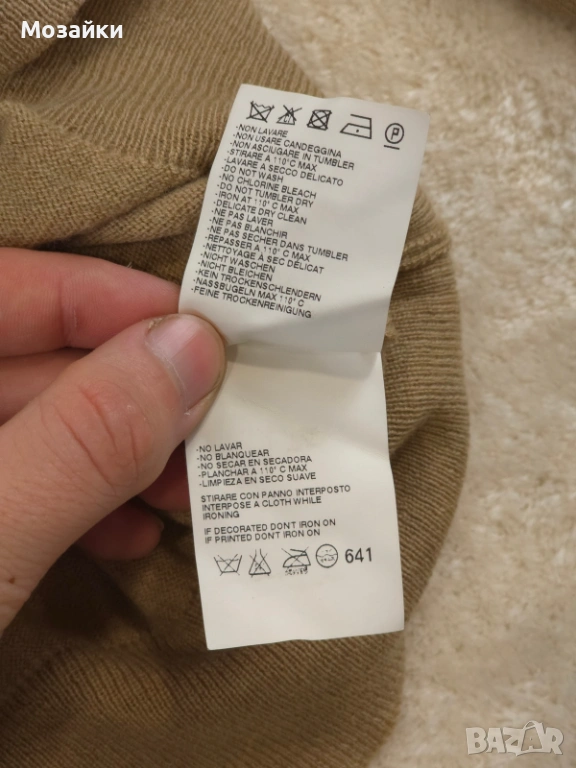 Мозайки
-NON LAVARE
-NON USARE CANDEGGINA
-NON ASCIUGARE IN TUMBLER
-STIRARE A 110°C MAX
-LAVARE A SECCO DELICATO
-DO NOT WASH
-NO CHLORINE BLEACH
-DO NOT TUMBLER DRY
-IRON AT 110° C MAX
-DELICATE DRY CLEAN
-NE PAS LAVER
-NE PAS BLANCHIR
-NE PAS SECHER DANS TUMBLER
-REPASSER A 110° C MAX
-NETTOYAGE A SEC DÉLICAT
-NICHT WASCHEN
-NICHT BLEICHEN
-KEIN TROCKENSCHLENDERN
-NASSBUGELN MAX 110° C
-FEINE TROCKENREINIGUNG
-NO LAVAR
-NO BLANQUEAR
-NO SECAR EN SECADORA
-PLANCHAR A 110° C MAX
-LIMPIEZA EN SECO SUAVE
STIRARE CON PANNO INTERPOSTO
INTERPOSE A CLOTH WHILE
IRONING
IF DECORATED DON'T IRON ON
IF PRINTED DON'T IRON ON
641
BAZAR